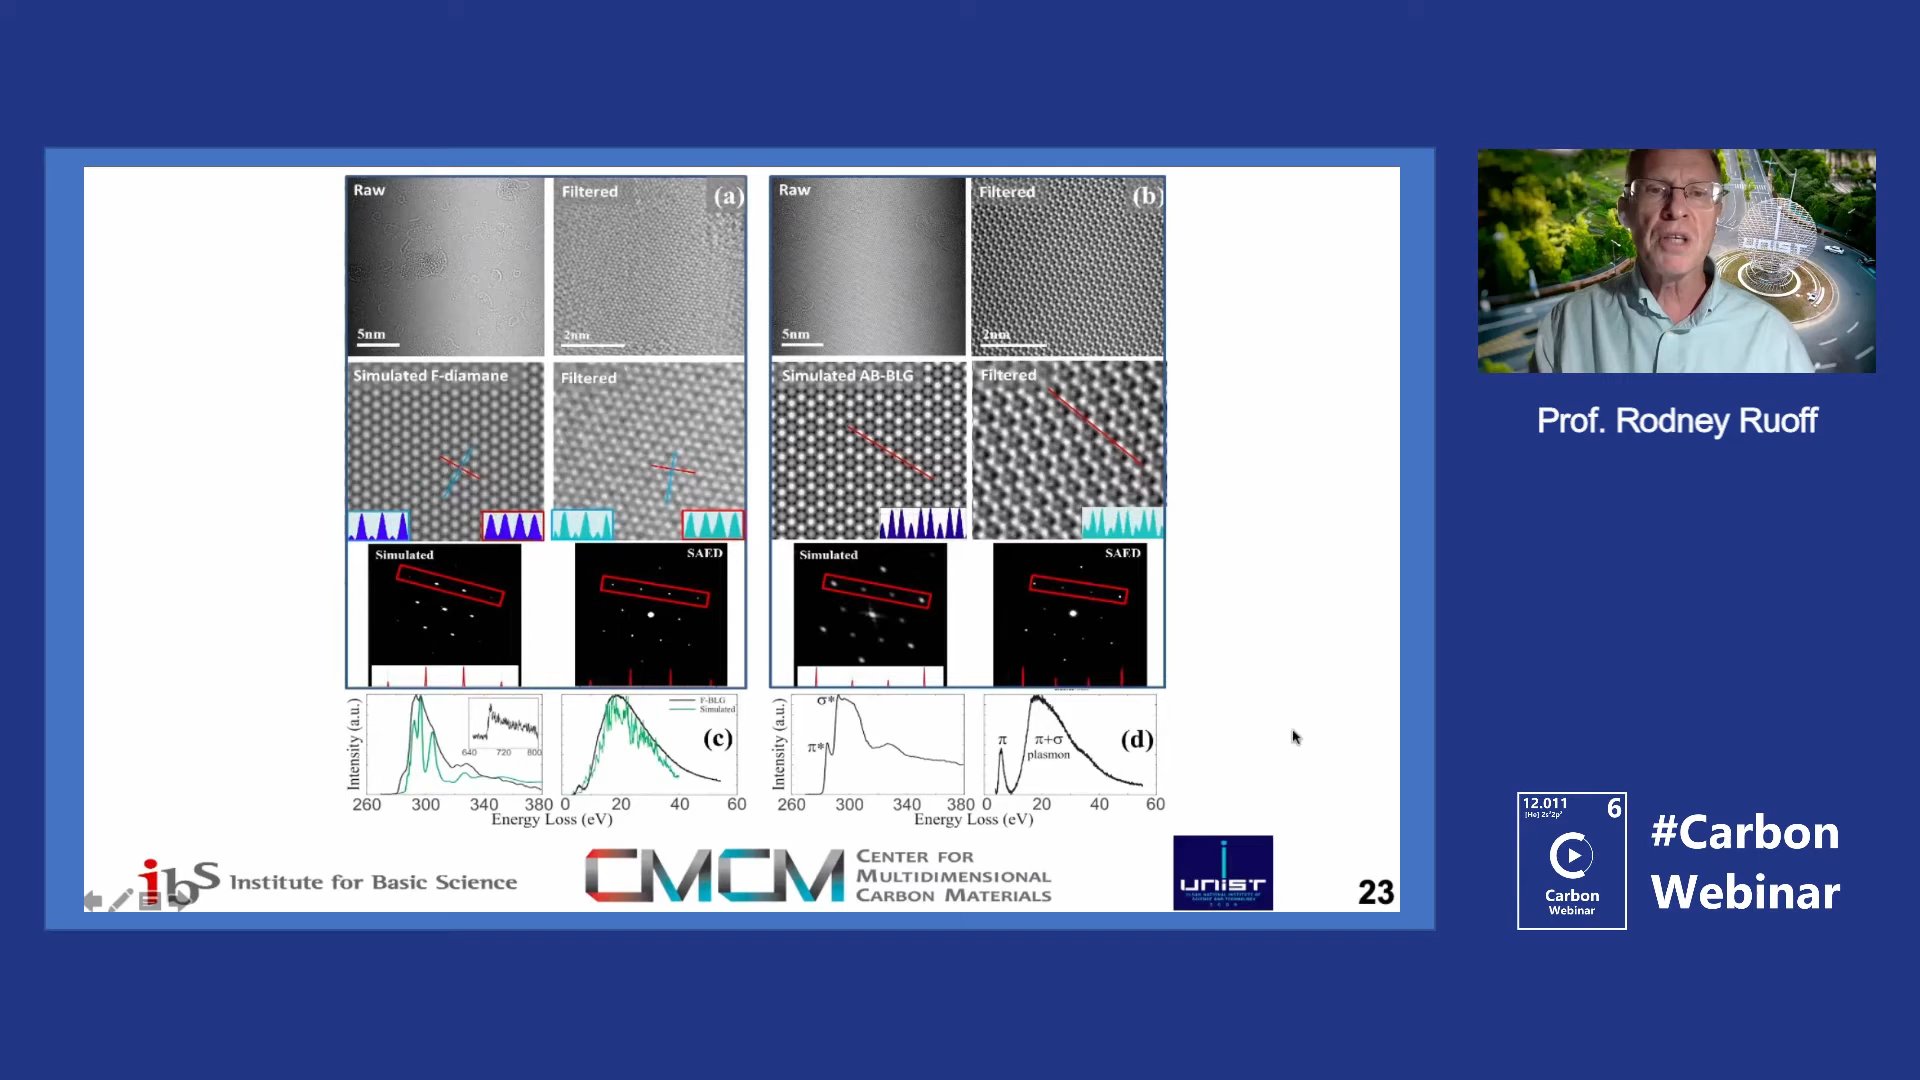 Raw
Filtered
(a)
5nm
2nm
Simulated F-diamane
Filtered
Simulated
SAED
Raw
Filtered
(b)
5nm
2nm
Simulated AB-BLG
Filtered
Simulated
SAED
Intensity (a.u.)
640 720 800
260 300 340 380
F-BLG
Simulated
(c)
0 20 40 60
Energy Loss (eV)
Intensity (a.u.)
σ*
π*
260 300 340 380
π
π+σ
plasmon
(d)
0 20 40 60
Energy Loss (eV)
ibS Institute for Basic Science
CMCM
CENTER FOR
MULTIDIMENSIONAL
CARBON MATERIALS
UNIST
23
UNIST
Prof. Rodney Ruoff
12.011
6
[He] 2s²2p²
Carbon
Webinar
#Carbon
Webinar